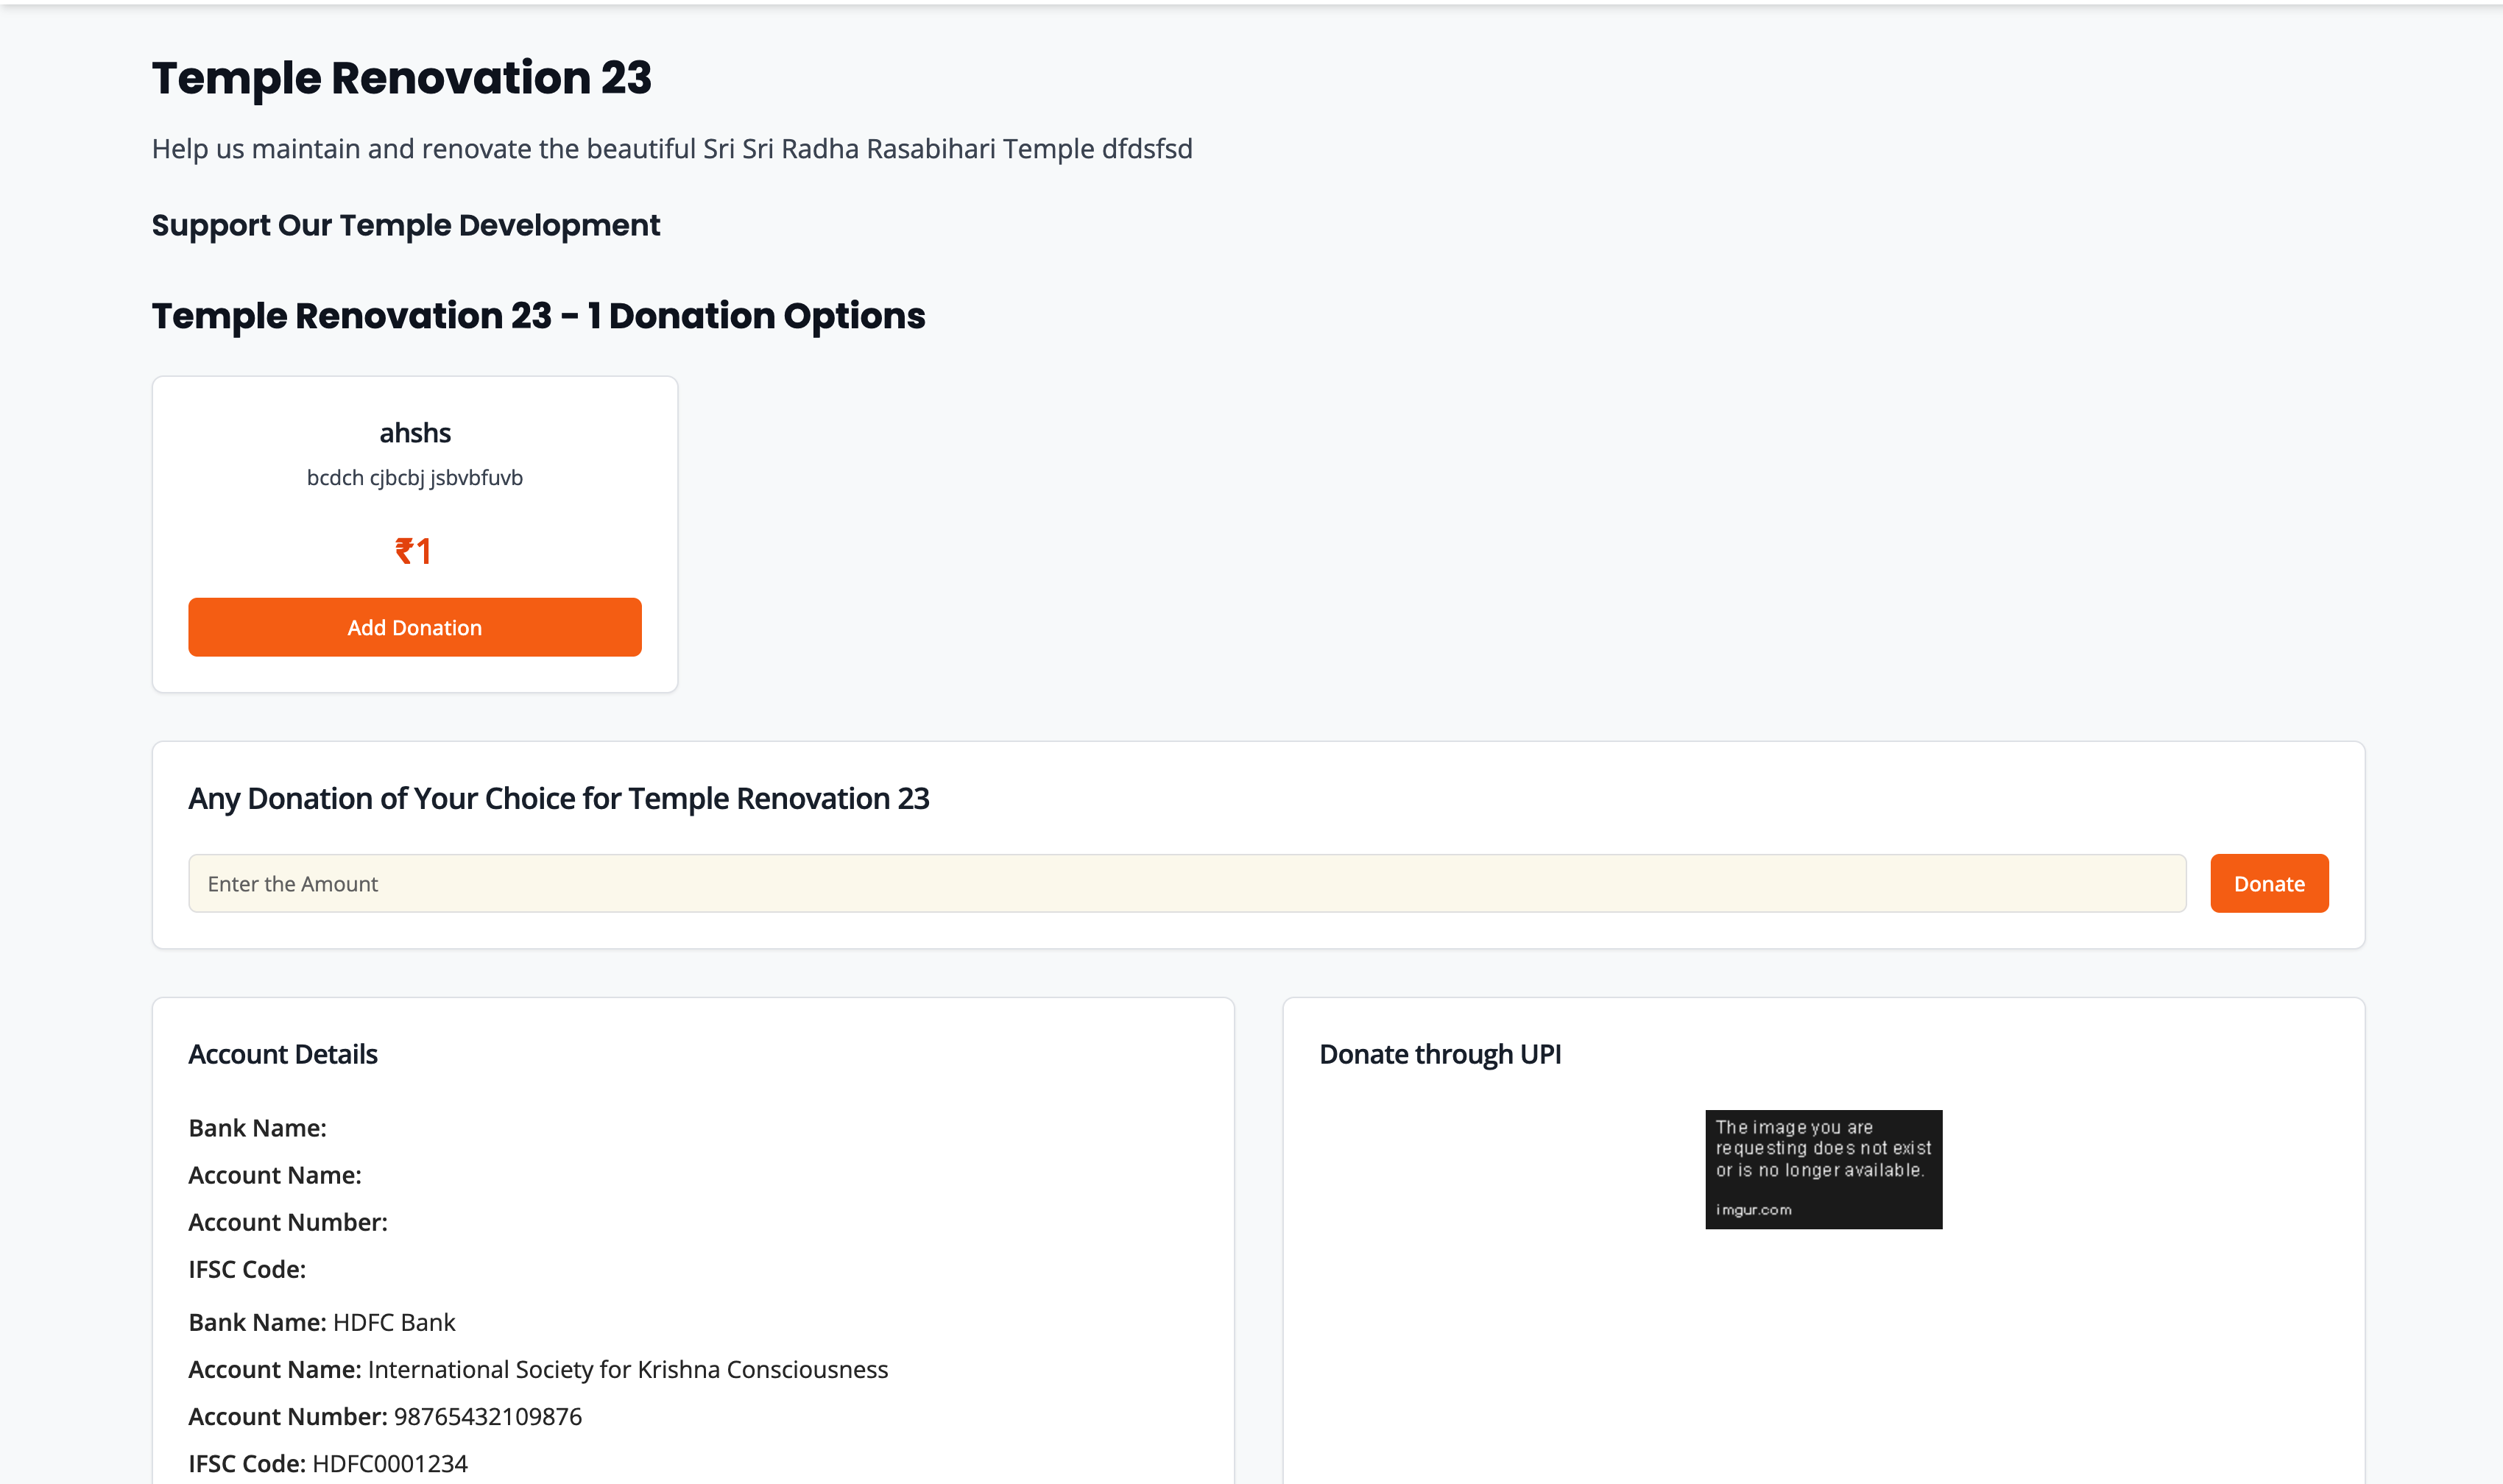 Temple Renovation 23
Help us maintain and renovate the beautiful Sri Sri Radha Rasabihari Temple dfdsfsd
Support Our Temple Development
Temple Renovation 23 - 1 Donation Options
ahshs
bcdch cjbcbj jsbvbfuvb
₹1
Add Donation
Any Donation of Your Choice for Temple Renovation 23
Enter the Amount
Donate
Account Details
Bank Name:
Account Name:
Account Number:
IFSC Code:
Bank Name: HDFC Bank
Account Name: International Society for Krishna Consciousness
Account Number: 98765432109876
IFSC Code: HDFC0001234
Donate through UPI
The image you are
requesting does not exist
or is no longer available.
imgur.com